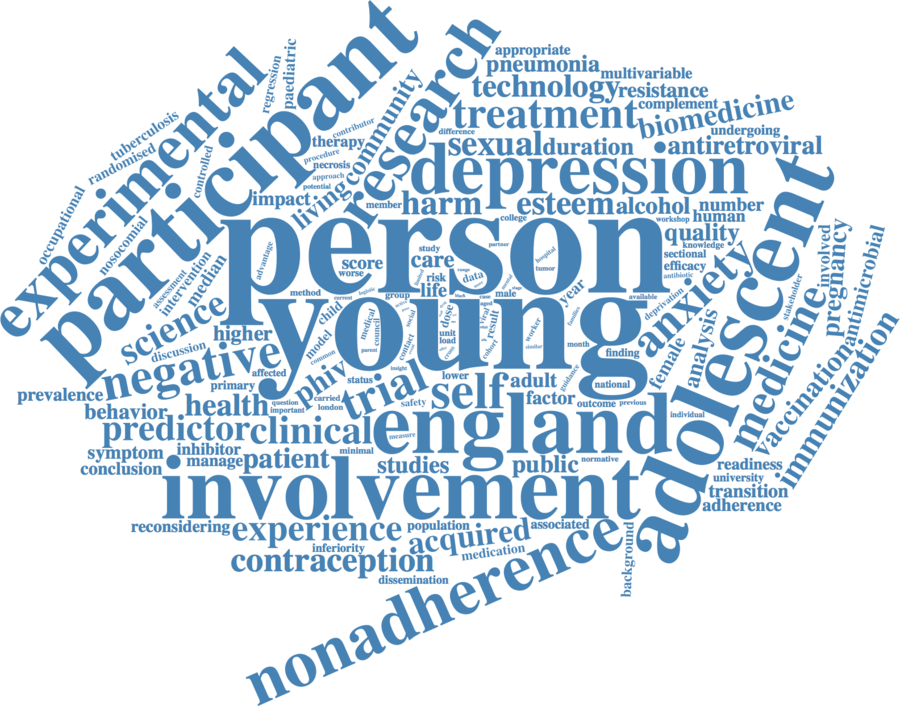 person
young
participant
adolescent
involvement
england
depression
experimental
nonadherence
research
self
negative
treatment
anxiety
science
trial
medicine
immunization
predictor
clinical
experience
contraception
acquired
health
patient
phiv
harm
esteem
alcohol
sexual
duration
antiretroviral
biomedicine
technology
resistance
pneumonia
appropriate
multivariable
complement
undergoing
difference
community
living
impact
therapy
contributor
procedure
necrosis
approach
potential
member
college
workshop
number
human
quality
knowledge
sectional
efficacy
antibiotic
paediatric
regression
tuberculosis
randomised
controlled
occupational
nosocomial
assessment
intervention
median
discussion
higher
affected
prevalence
behavior
primary
symptom
conclusion
inhibitor
manage
question
important
carried
london
status
safety
lower
adult
factor
outcome
previous
national
guidance
finding
female
analysis
deprivation
available
stakeholder
involved
pregnancy
antimicrobial
vaccination
individual
readiness
university
transition
adherence
background
associated
population
medication
inferiority
dissemination
reconsidering
minimal
measure
studies
public
normative
advantage
score
worse
method
current
child
model
common
study
care
risk
range
data
life
group
male
aged
case
partner
hospital
tumor
year
families
month
worker
similar
result
cohort
viral
dose
unit
load
social
contact
medical
council
parent
insight